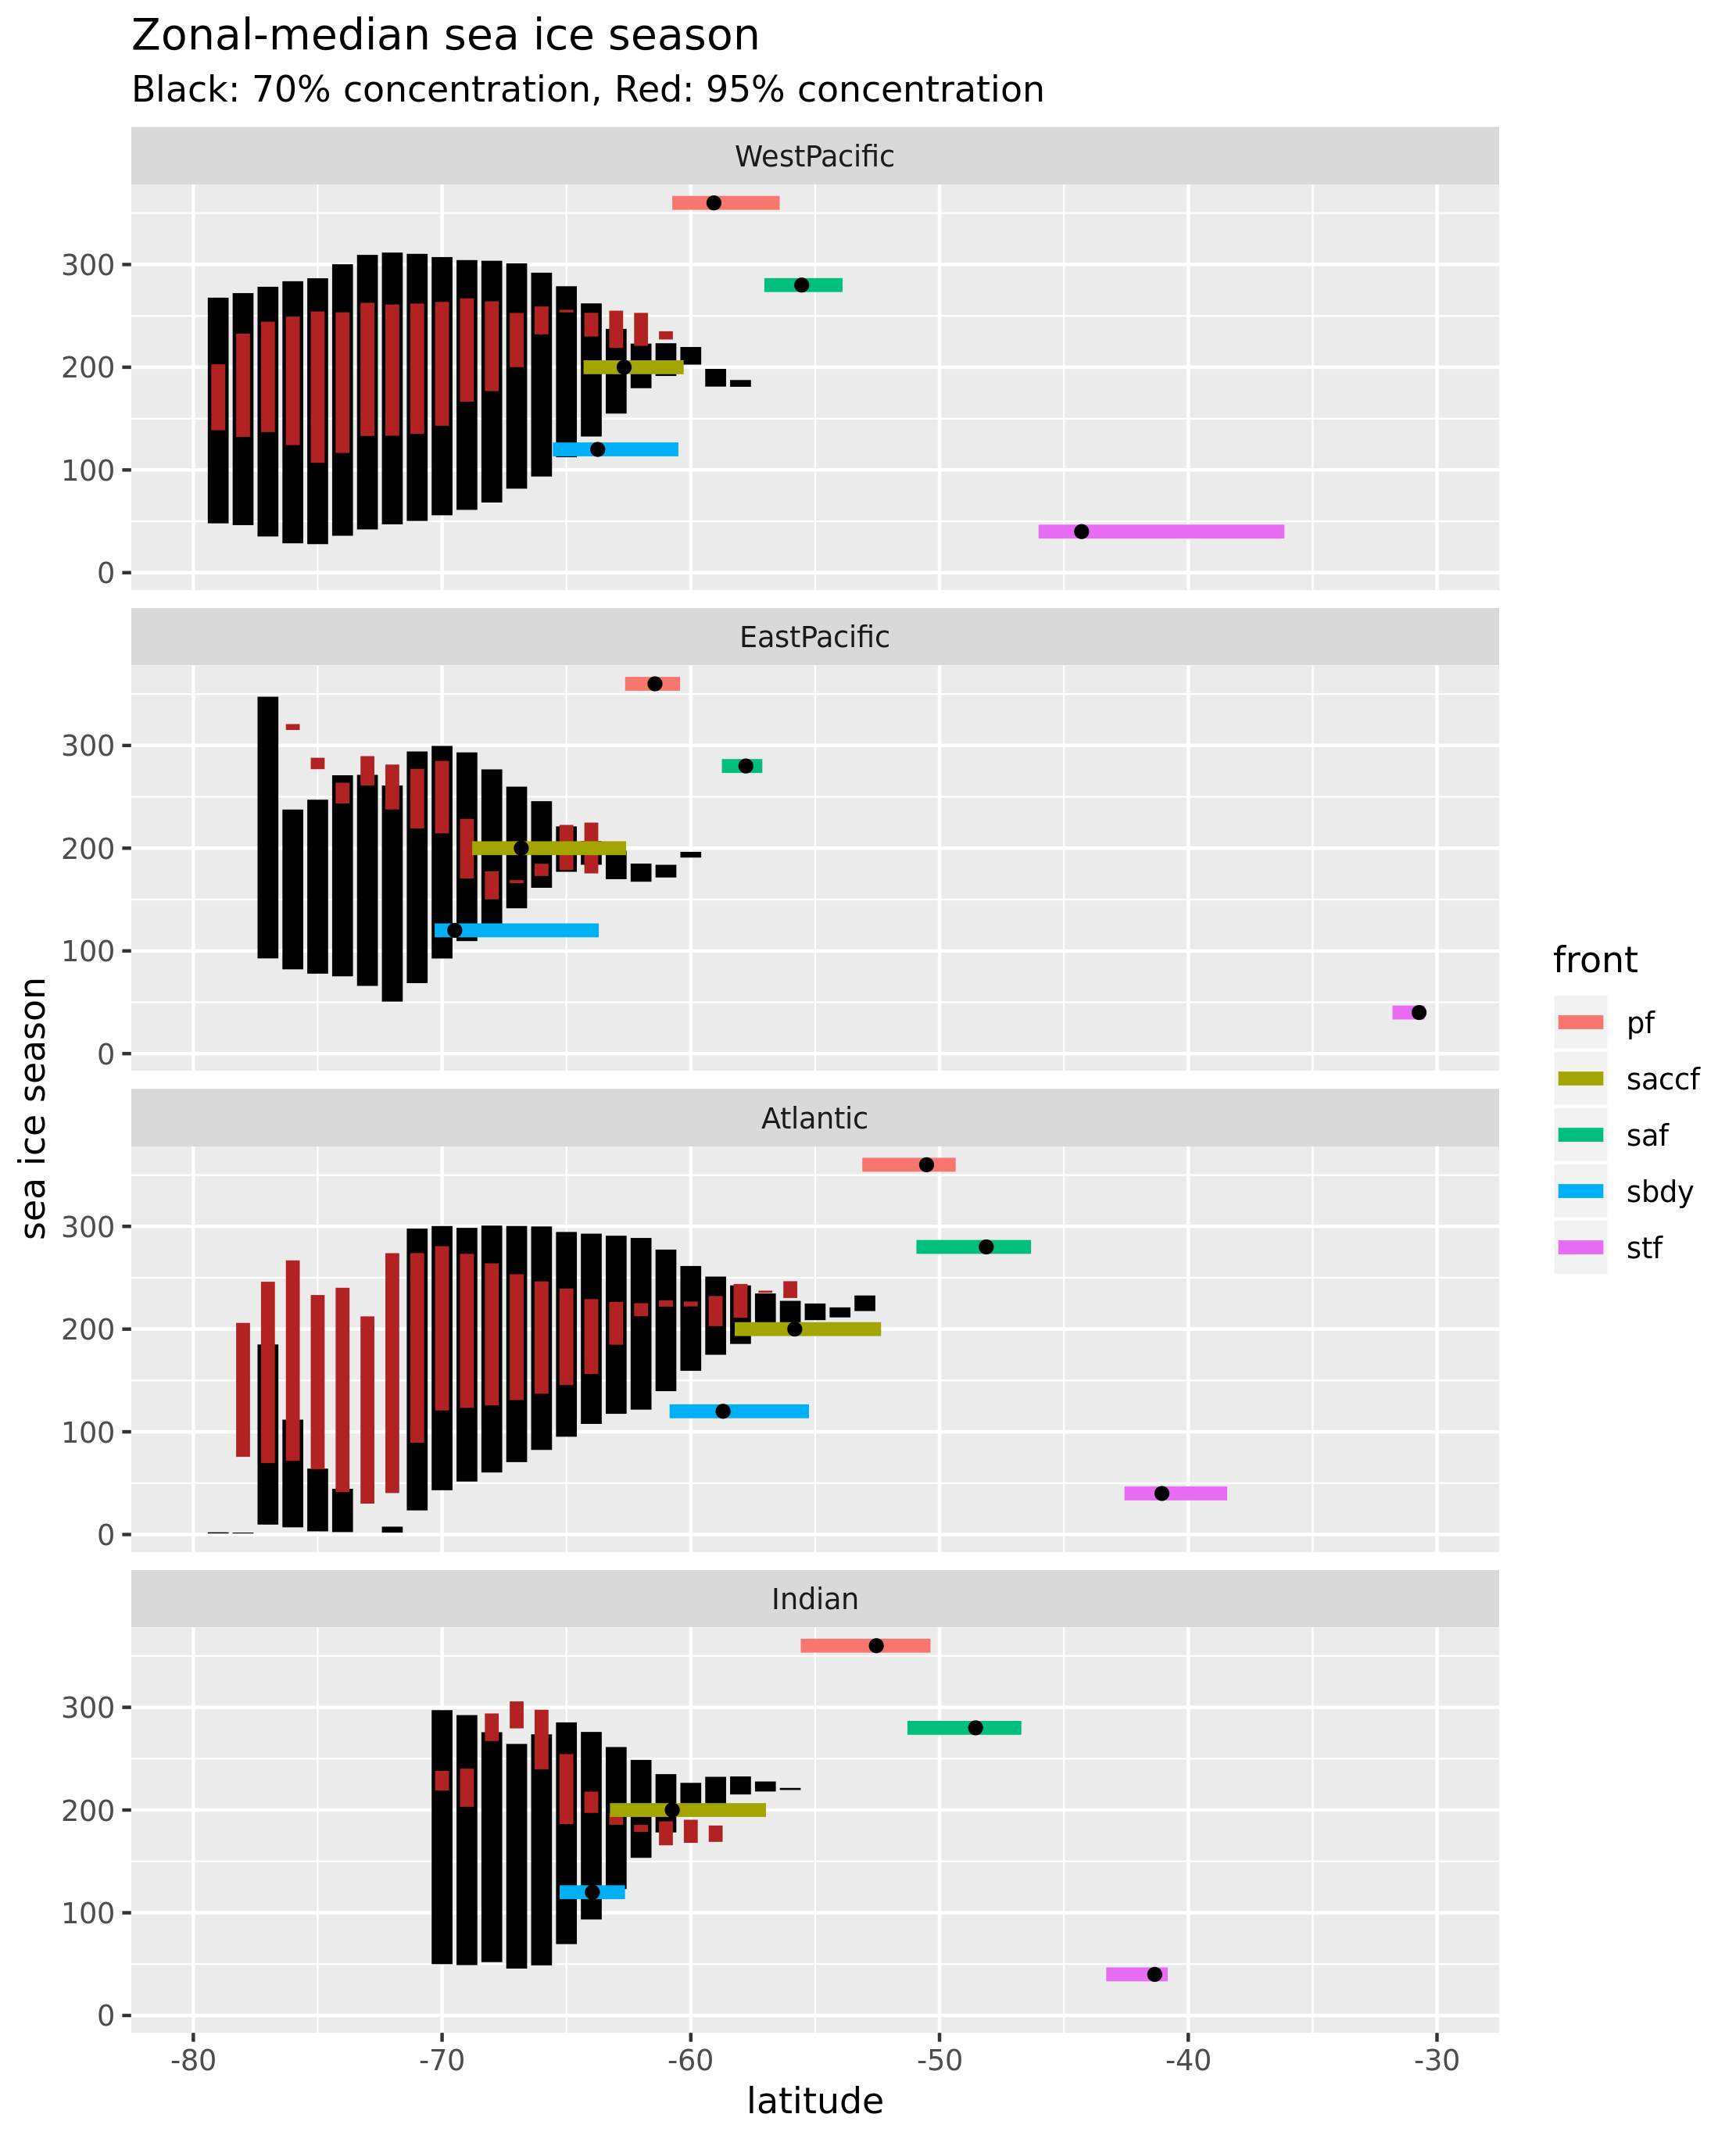 Zonal-median sea ice season
Black: 70% concentration, Red: 95% concentration
WestPacific
300
200
100
0
EastPacific
300
200
100
0
Atlantic
300
200
100
0
Indian
300
200
100
0
-80 -70 -60 -50 -40 -30
latitude
sea ice season
front
pf
saccf
saf
sbdy
stf